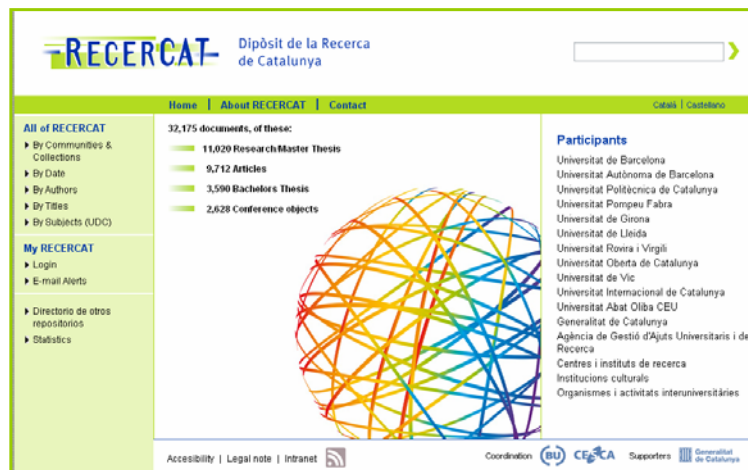 RECERCAT
Dipòsit de la Recerca
de Catalunya
Home | About RECERCAT | Contact
Català | Castellano
All of RECERCAT
By Communities &
Collections
By Date
By Authors
By Titles
By Subjects (UDC)
My RECERCAT
Login
E-mail Alerts
Directorio de otros
repositorios
Statistics
32,175 documents, of these:
11,020 Research/Master Thesis
9,712 Articles
3,590 Bachelors Thesis
2,628 Conference objects
Participants
Universitat de Barcelona
Universitat Autònoma de Barcelona
Universitat Politècnica de Catalunya
Universitat Pompeu Fabra
Universitat de Girona
Universitat de Lleida
Universitat Rovira i Virgili
Universitat Oberta de Catalunya
Universitat de Vic
Universitat Internacional de Catalunya
Universitat Abat Oliba CEU
Generalitat de Catalunya
Agència de Gestió d'Ajuts Universitaris i de
Recerca
Centres i instituts de recerca
Institucions culturals
Organismes i activitats interuniversitàries
Accesibility | Legal note | Intranet
Coordination
BU
CESCA
Supporters
Generalitat
de Catalunya